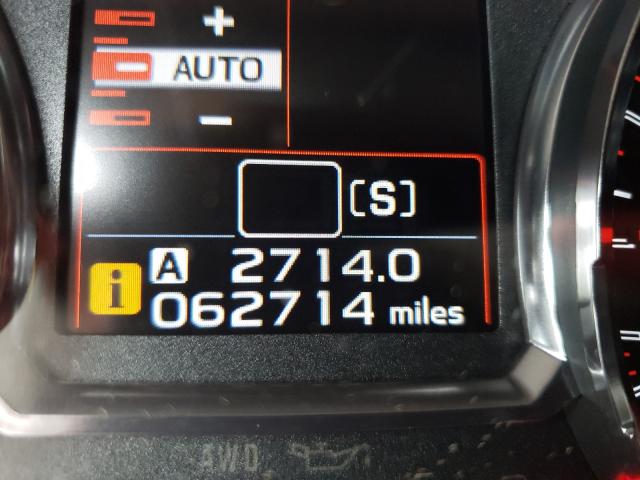 +
AUTO
-
[S]
i A 2714.0
062714 miles
AWD